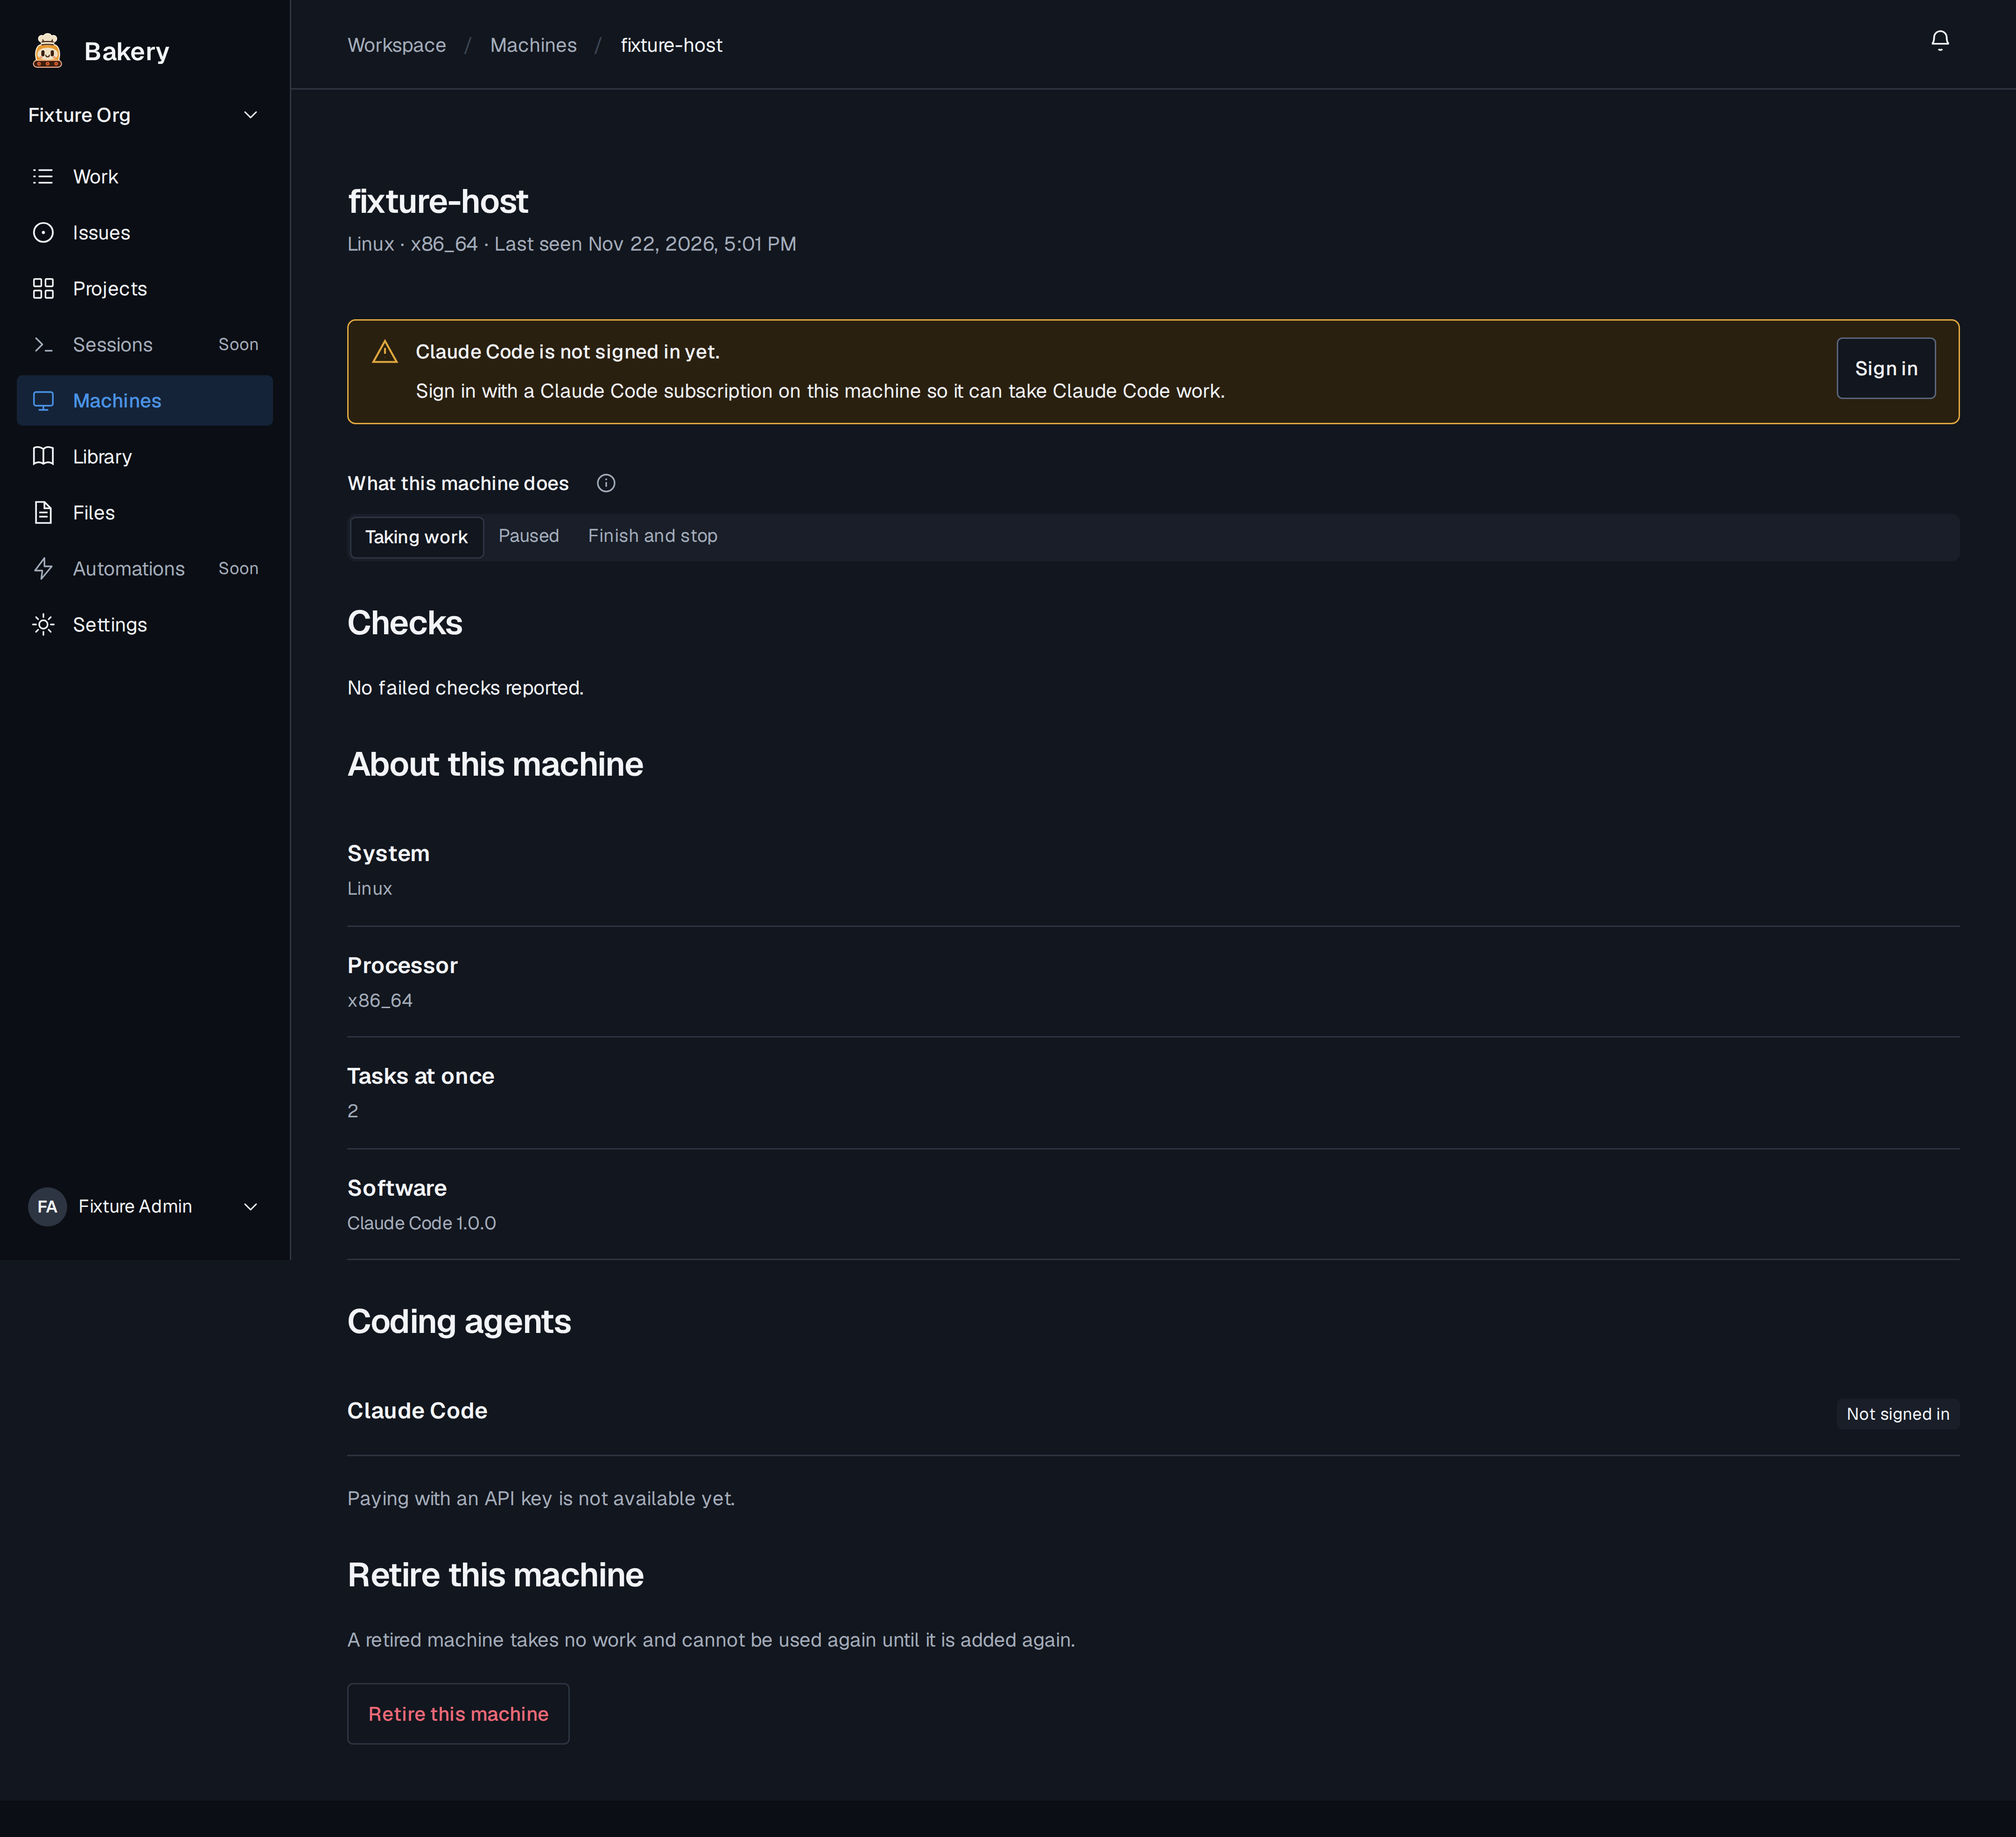 Bakery
Fixture Org
Work
Issues
Projects
Sessions Soon
Machines
Library
Files
Automations Soon
Settings
FA Fixture Admin
Workspace / Machines / fixture-host
fixture-host
Linux · x86_64 · Last seen Nov 22, 2026, 5:01 PM
Claude Code is not signed in yet.
Sign in with a Claude Code subscription on this machine so it can take Claude Code work.
Sign in
What this machine does
Taking work Paused Finish and stop
Checks
No failed checks reported.
About this machine
System
Linux
Processor
x86_64
Tasks at once
2
Software
Claude Code 1.0.0
Coding agents
Claude Code Not signed in
Paying with an API key is not available yet.
Retire this machine
A retired machine takes no work and cannot be used again until it is added again.
Retire this machine